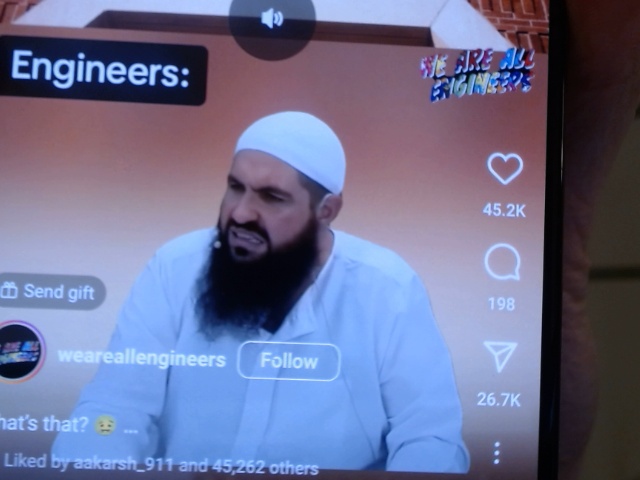 Engineers:
WE ARE ALL
ENGINEERS
45.2K
198
Send gift
weareallengineers
Follow
26.7K
hat's that? 🤢 ...
Liked by aakarsh_911 and 45,262 others